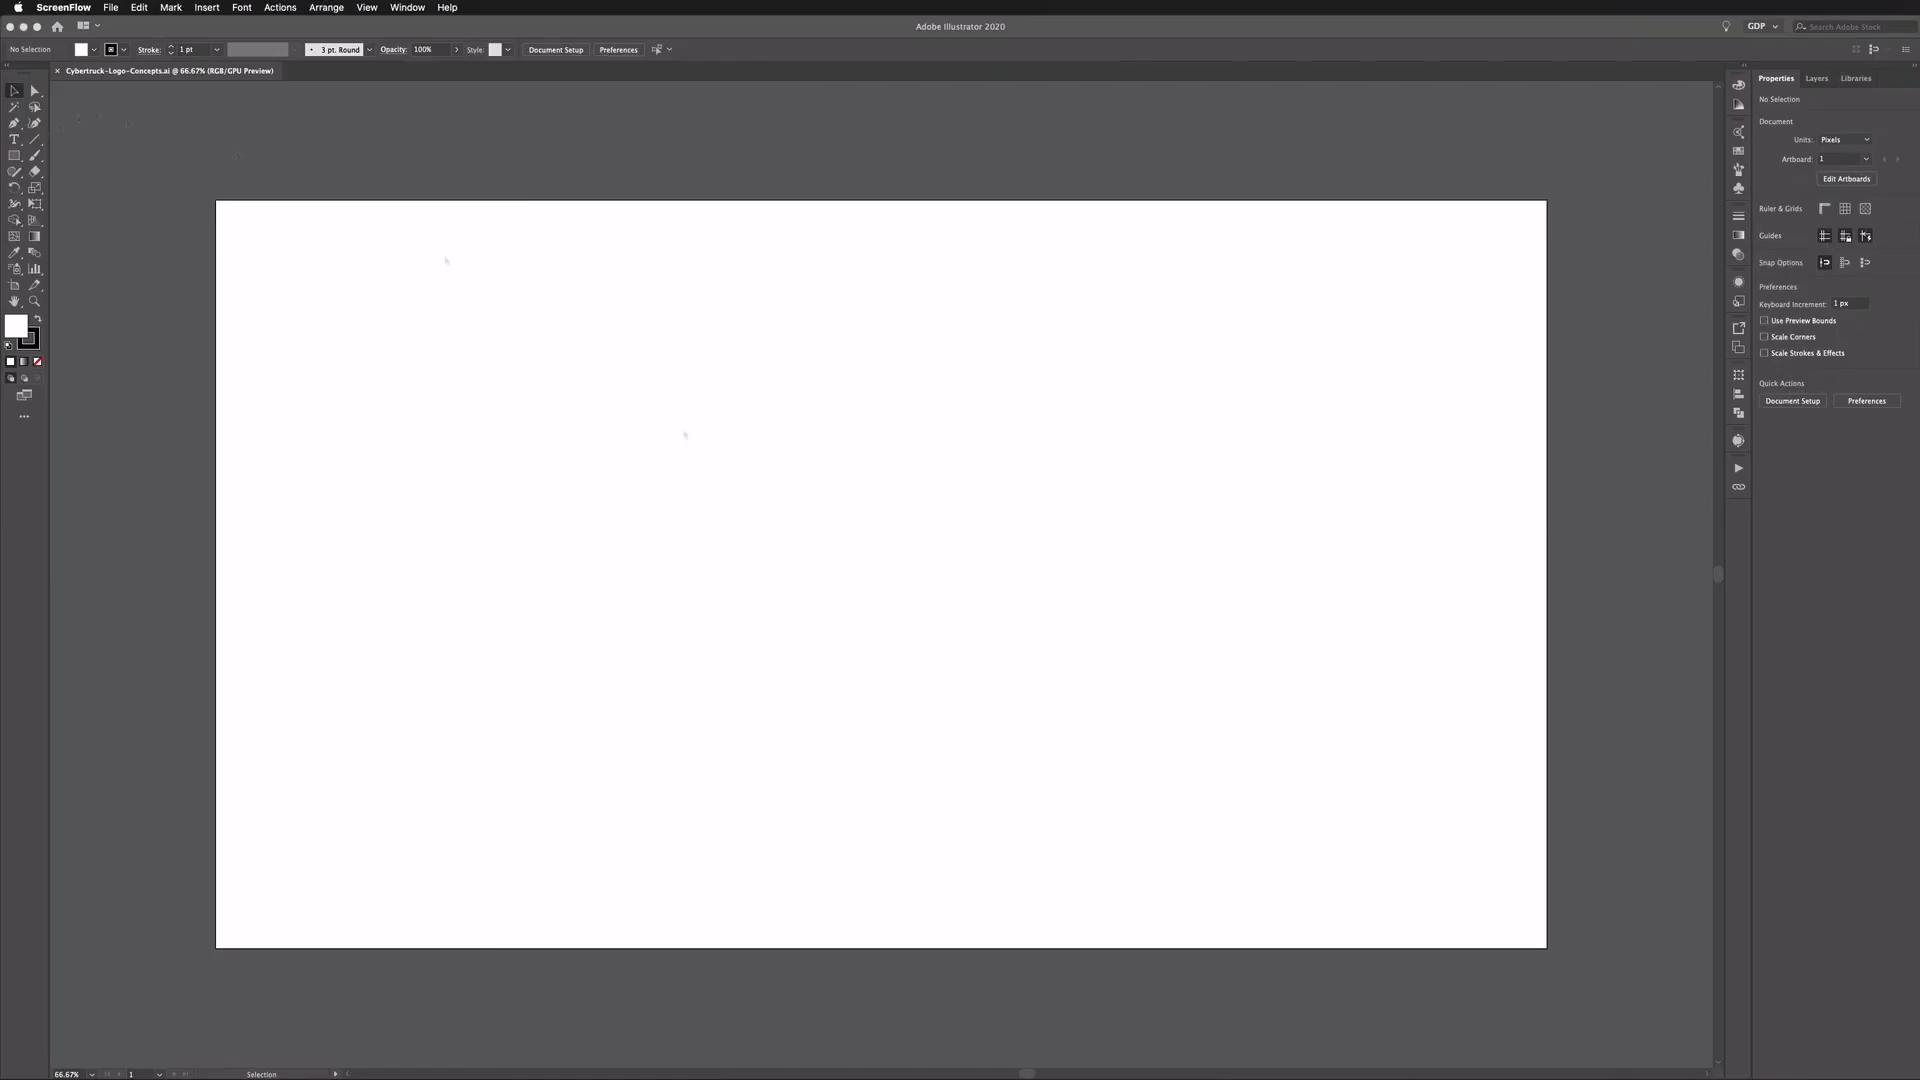 ScreenFlow File Edit Mark Insert Font Actions Arrange View Window Help
Adobe Illustrator 2020
GDP
Search Adobe Stock
No Selection Stroke: 1 pt 3 pt. Round Opacity: 100% Style: Document Setup Preferences
Cybertruck-Logo-Concepts.ai @ 66.67% (RGB/GPU Preview)
Properties Layers Libraries
No Selection
Document
Units: Pixels
Artboard: 1
Edit Artboards
Ruler & Grids
Guides
Snap Options
Preferences
Keyboard Increment: 1 px
Use Preview Bounds
Scale Corners
Scale Strokes & Effects
Quick Actions
Document Setup Preferences
66.67% 1 Selection